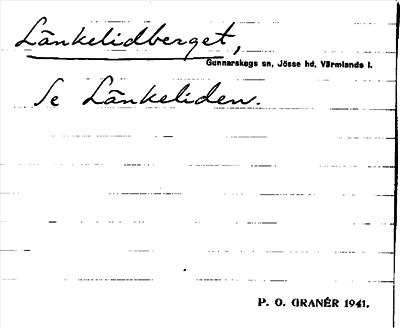 Länkelidberget,
Gunnarskogs sn, Jösse hd, Värmlands l.
Se Länkeliden.
P. O. GRANÉR 1941.